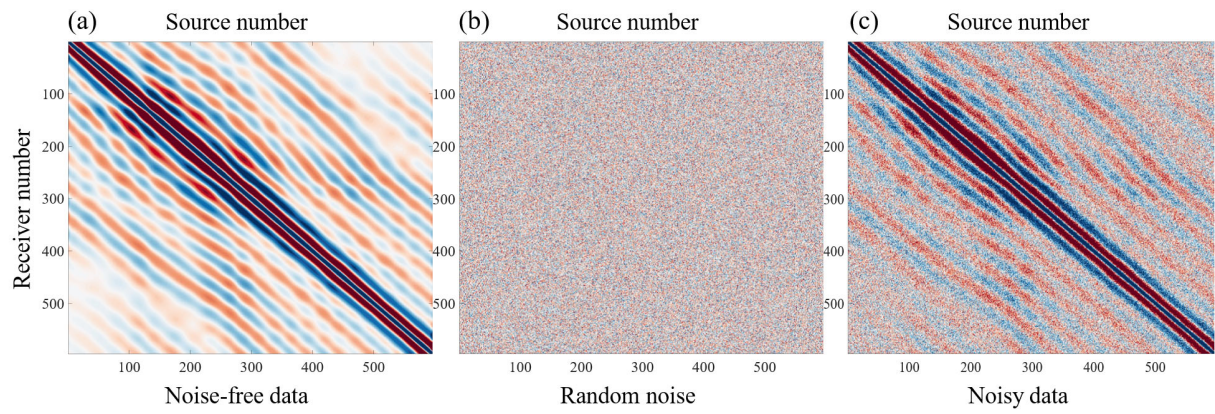 (a) Source number
(b) Source number
(c) Source number
Receiver number
100
200
300
400
500
100 200 300 400 500
Noise-free data
100
200
300
400
500
100 200 300 400 500
Random noise
100
200
300
400
500
100 200 300 400 500
Noisy data